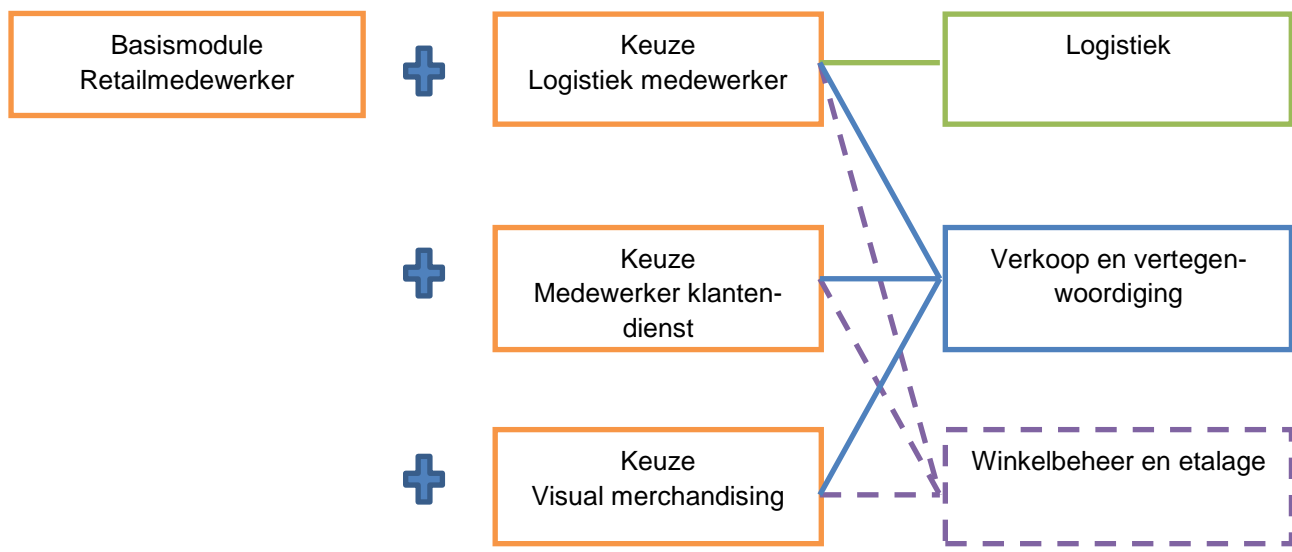 Basismodule
Retailmedewerker
Keuze
Logistiek medewerker
Logistiek
Keuze
Medewerker klanten-
dienst
Verkoop en vertegen-
woordiging
Keuze
Visual merchandising
Winkelbeheer en etalage